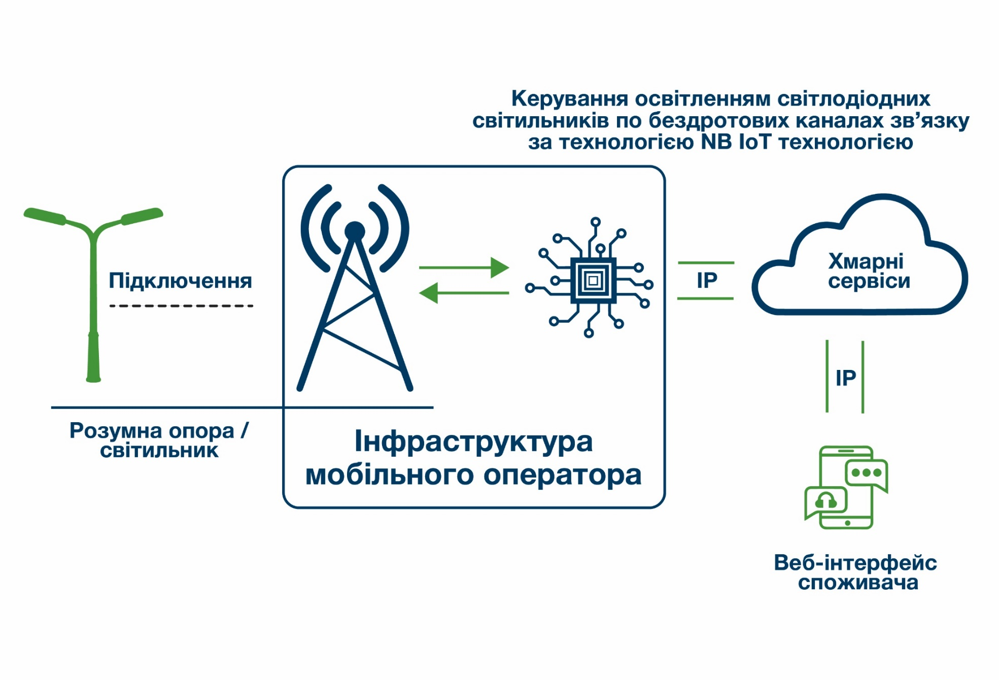 Керування освітленням світлодіодних
світильників по бездротових каналах зв’язку
за технологією NB IoT технологією
Підключення
Розумна опора /
світильник
Інфраструктура
мобільного оператора
IP
Хмарні
сервіси
IP
Веб-інтерфейс
споживача